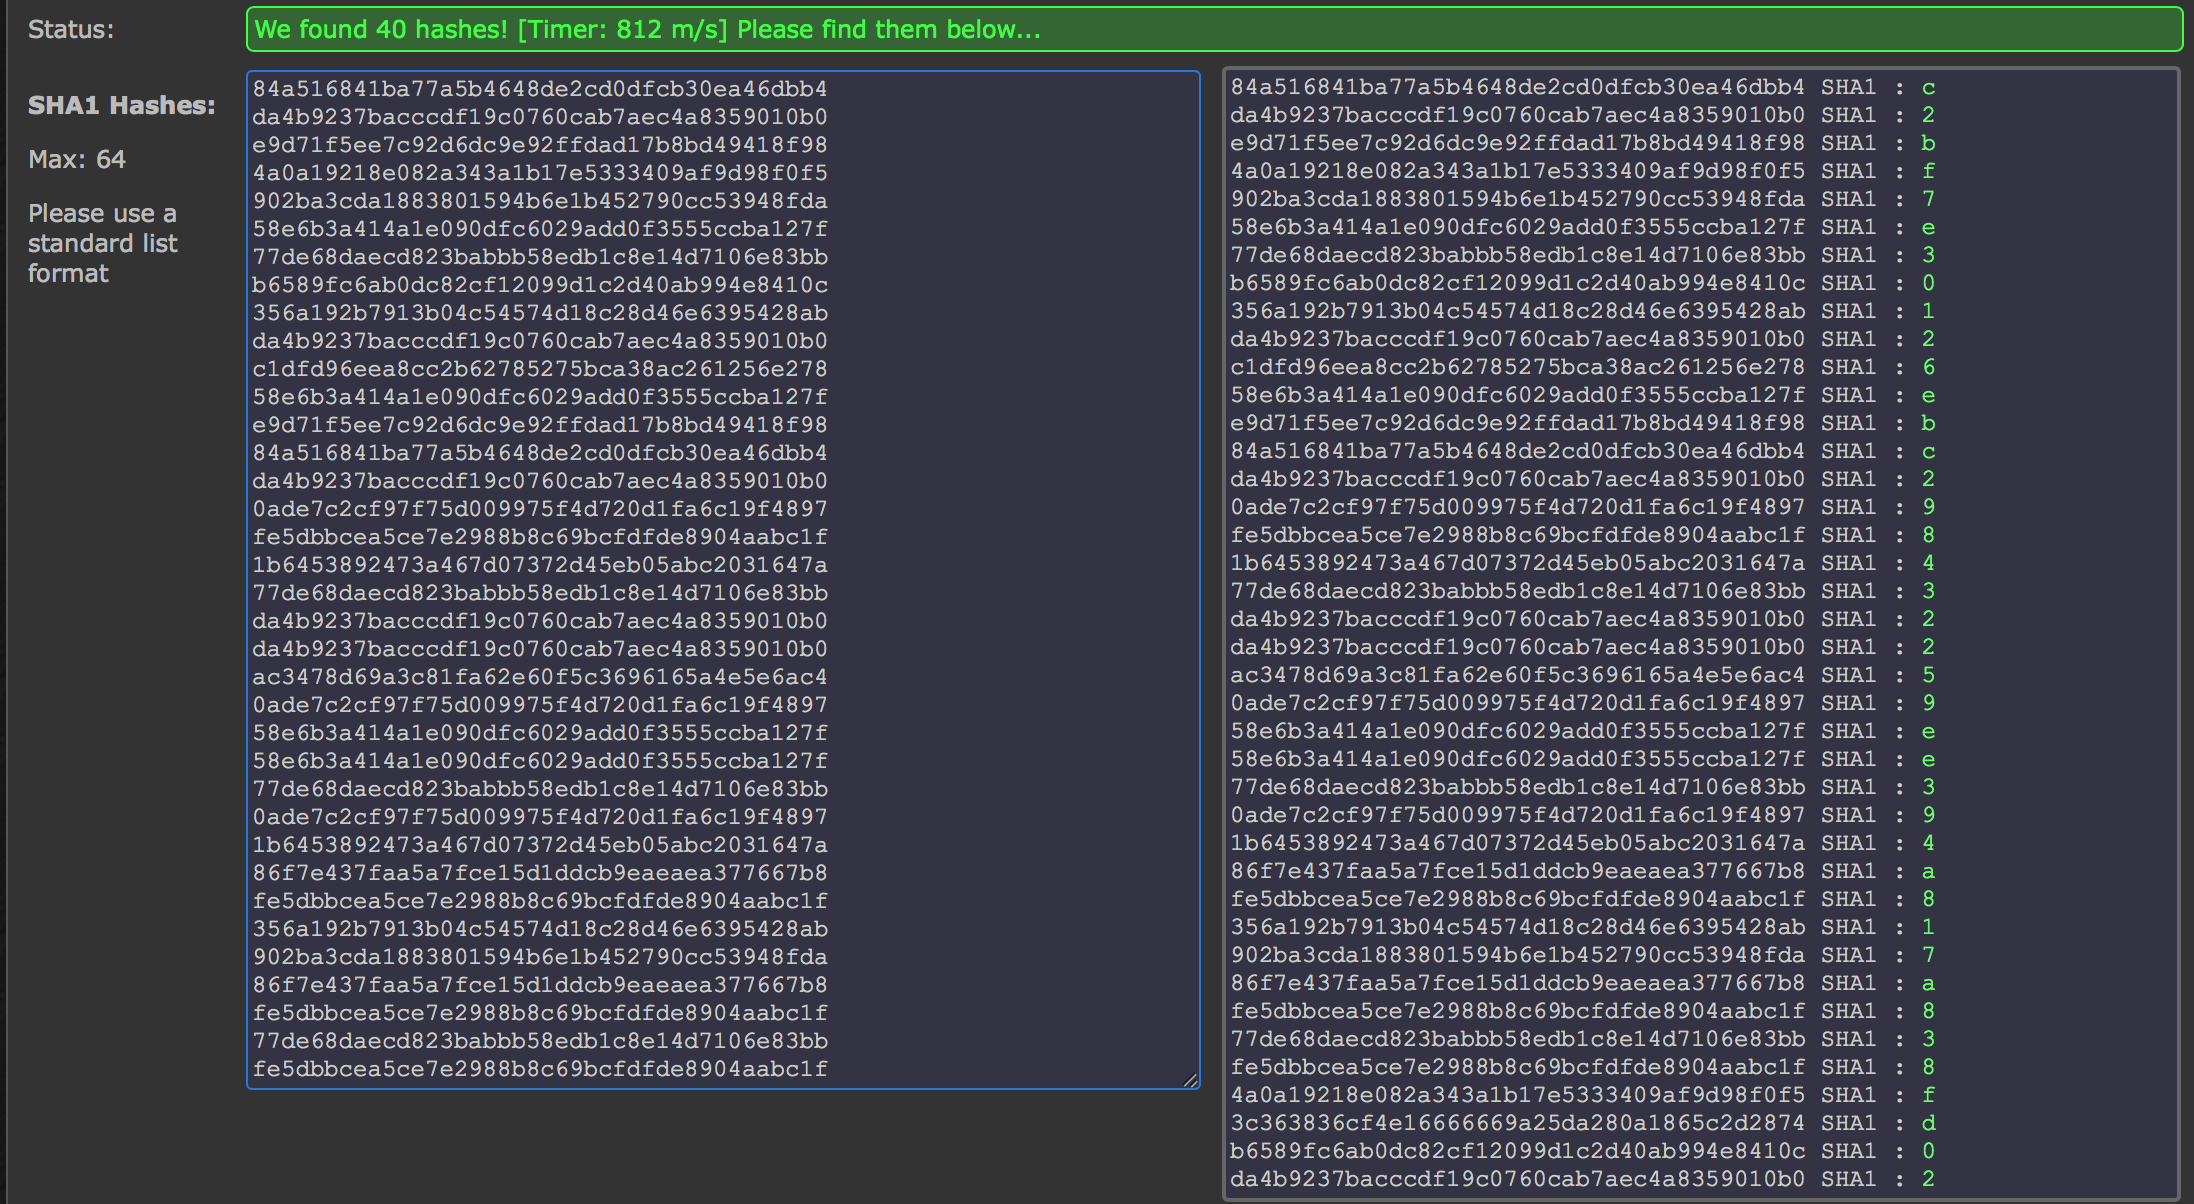 Status:
We found 40 hashes! [Timer: 812 m/s] Please find them below...
SHA1 Hashes:
Max: 64
Please use a
standard list
format
84a516841ba77a5b4648de2cd0dfcb30ea46dbb4
da4b9237bacccdf19c0760cab7aec4a8359010b0
e9d71f5ee7c92d6dc9e92ffdad17b8bd49418f98
4a0a19218e082a343a1b17e5333409af9d98f0f5
902ba3cda1883801594b6e1b452790cc53948fda
58e6b3a414a1e090dfc6029add0f3555ccba127f
77de68daecd823babbb58edb1c8e14d7106e83bb
b6589fc6ab0dc82cf12099d1c2d40ab994e8410c
356a192b7913b04c54574d18c28d46e6395428ab
da4b9237bacccdf19c0760cab7aec4a8359010b0
c1dfd96eea8cc2b62785275bca38ac261256e278
58e6b3a414a1e090dfc6029add0f3555ccba127f
e9d71f5ee7c92d6dc9e92ffdad17b8bd49418f98
84a516841ba77a5b4648de2cd0dfcb30ea46dbb4
da4b9237bacccdf19c0760cab7aec4a8359010b0
0ade7c2cf97f75d009975f4d720d1fa6c19f4897
fe5dbbcea5ce7e2988b8c69bcfdfde8904aabc1f
1b6453892473a467d07372d45eb05abc2031647a
77de68daecd823babbb58edb1c8e14d7106e83bb
da4b9237bacccdf19c0760cab7aec4a8359010b0
da4b9237bacccdf19c0760cab7aec4a8359010b0
ac3478d69a3c81fa62e60f5c3696165a4e5e6ac4
0ade7c2cf97f75d009975f4d720d1fa6c19f4897
58e6b3a414a1e090dfc6029add0f3555ccba127f
58e6b3a414a1e090dfc6029add0f3555ccba127f
77de68daecd823babbb58edb1c8e14d7106e83bb
0ade7c2cf97f75d009975f4d720d1fa6c19f4897
1b6453892473a467d07372d45eb05abc2031647a
86f7e437faa5a7fce15d1ddcb9eaeaea377667b8
fe5dbbcea5ce7e2988b8c69bcfdfde8904aabc1f
356a192b7913b04c54574d18c28d46e6395428ab
902ba3cda1883801594b6e1b452790cc53948fda
86f7e437faa5a7fce15d1ddcb9eaeaea377667b8
fe5dbbcea5ce7e2988b8c69bcfdfde8904aabc1f
77de68daecd823babbb58edb1c8e14d7106e83bb
fe5dbbcea5ce7e2988b8c69bcfdfde8904aabc1f
84a516841ba77a5b4648de2cd0dfcb30ea46dbb4 SHA1 : c
da4b9237bacccdf19c0760cab7aec4a8359010b0 SHA1 : 2
e9d71f5ee7c92d6dc9e92ffdad17b8bd49418f98 SHA1 : b
4a0a19218e082a343a1b17e5333409af9d98f0f5 SHA1 : f
902ba3cda1883801594b6e1b452790cc53948fda SHA1 : 7
58e6b3a414a1e090dfc6029add0f3555ccba127f SHA1 : e
77de68daecd823babbb58edb1c8e14d7106e83bb SHA1 : 3
b6589fc6ab0dc82cf12099d1c2d40ab994e8410c SHA1 : 0
356a192b7913b04c54574d18c28d46e6395428ab SHA1 : 1
da4b9237bacccdf19c0760cab7aec4a8359010b0 SHA1 : 2
c1dfd96eea8cc2b62785275bca38ac261256e278 SHA1 : 6
58e6b3a414a1e090dfc6029add0f3555ccba127f SHA1 : e
e9d71f5ee7c92d6dc9e92ffdad17b8bd49418f98 SHA1 : b
84a516841ba77a5b4648de2cd0dfcb30ea46dbb4 SHA1 : c
da4b9237bacccdf19c0760cab7aec4a8359010b0 SHA1 : 2
0ade7c2cf97f75d009975f4d720d1fa6c19f4897 SHA1 : 9
fe5dbbcea5ce7e2988b8c69bcfdfde8904aabc1f SHA1 : 8
1b6453892473a467d07372d45eb05abc2031647a SHA1 : 4
77de68daecd823babbb58edb1c8e14d7106e83bb SHA1 : 3
da4b9237bacccdf19c0760cab7aec4a8359010b0 SHA1 : 2
da4b9237bacccdf19c0760cab7aec4a8359010b0 SHA1 : 2
ac3478d69a3c81fa62e60f5c3696165a4e5e6ac4 SHA1 : 5
0ade7c2cf97f75d009975f4d720d1fa6c19f4897 SHA1 : 9
58e6b3a414a1e090dfc6029add0f3555ccba127f SHA1 : e
58e6b3a414a1e090dfc6029add0f3555ccba127f SHA1 : e
77de68daecd823babbb58edb1c8e14d7106e83bb SHA1 : 3
0ade7c2cf97f75d009975f4d720d1fa6c19f4897 SHA1 : 9
1b6453892473a467d07372d45eb05abc2031647a SHA1 : 4
86f7e437faa5a7fce15d1ddcb9eaeaea377667b8 SHA1 : a
fe5dbbcea5ce7e2988b8c69bcfdfde8904aabc1f SHA1 : 8
356a192b7913b04c54574d18c28d46e6395428ab SHA1 : 1
902ba3cda1883801594b6e1b452790cc53948fda SHA1 : 7
86f7e437faa5a7fce15d1ddcb9eaeaea377667b8 SHA1 : a
fe5dbbcea5ce7e2988b8c69bcfdfde8904aabc1f SHA1 : 8
77de68daecd823babbb58edb1c8e14d7106e83bb SHA1 : 3
fe5dbbcea5ce7e2988b8c69bcfdfde8904aabc1f SHA1 : 8
4a0a19218e082a343a1b17e5333409af9d98f0f5 SHA1 : f
3c363836cf4e16666669a25da280a1865c2d2874 SHA1 : d
b6589fc6ab0dc82cf12099d1c2d40ab994e8410c SHA1 : 0
da4b9237bacccdf19c0760cab7aec4a8359010b0 SHA1 : 2